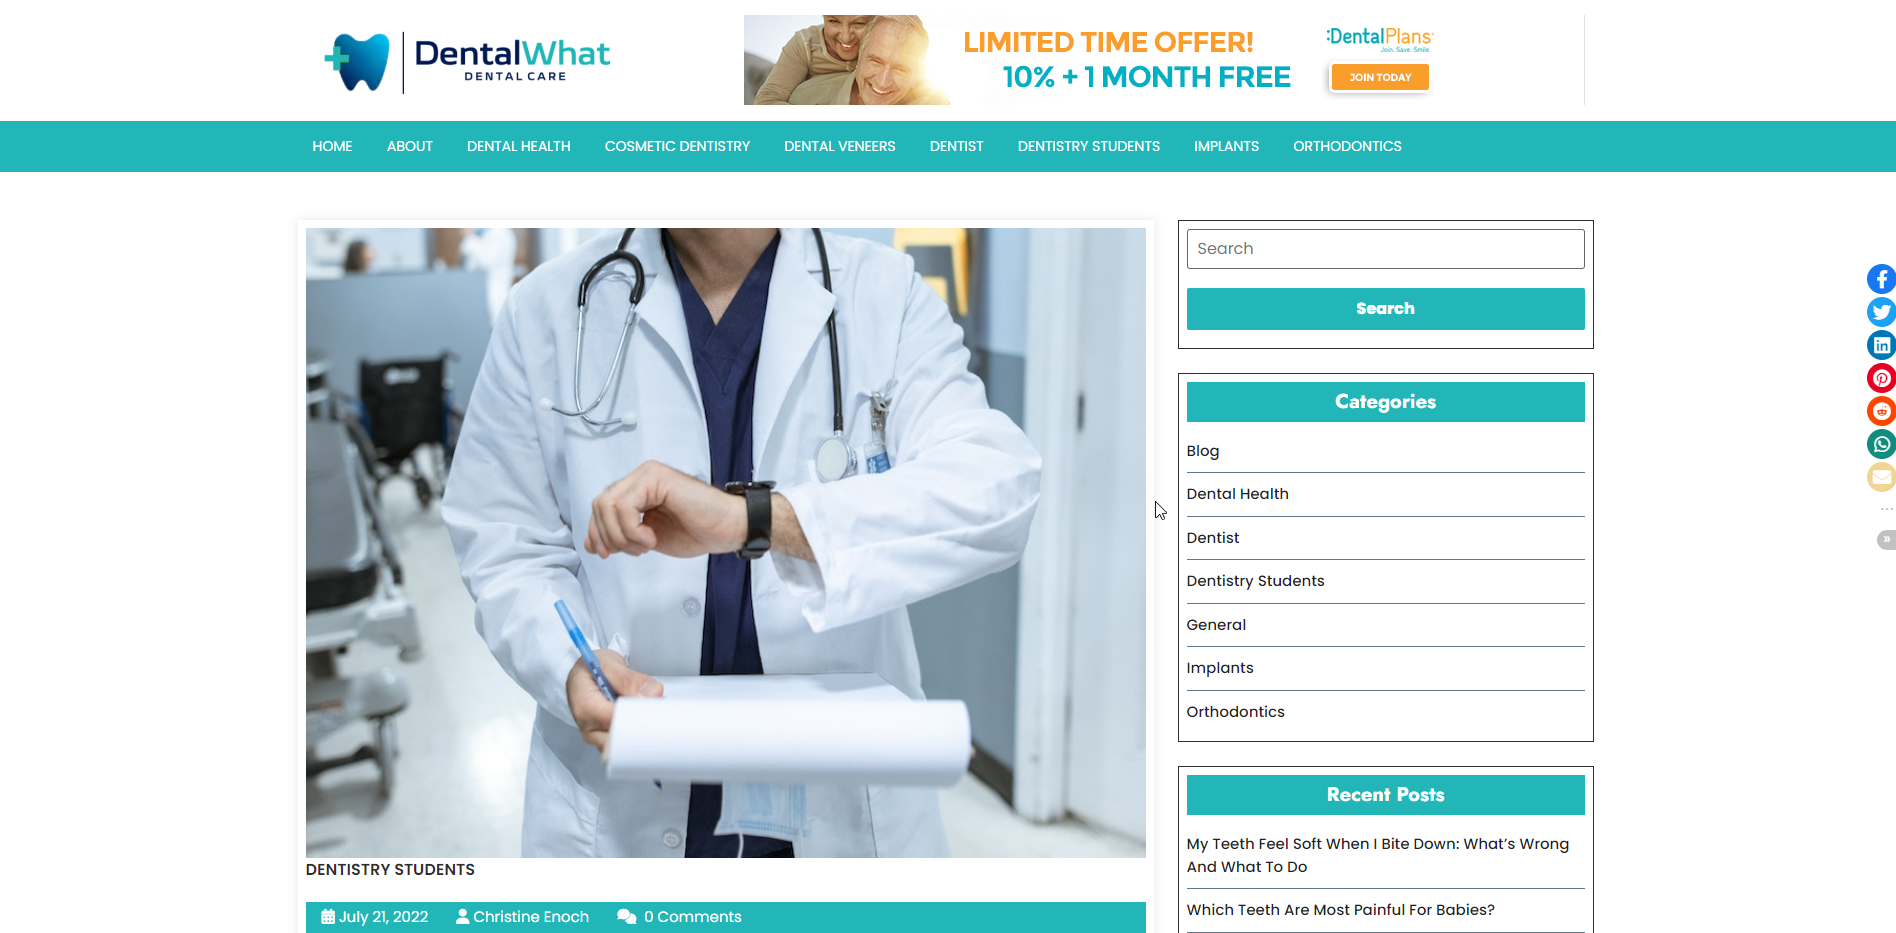 DentalWhat
DENTAL CARE
LIMITED TIME OFFER!
10% + 1 MONTH FREE
:DentalPlans
Join. Save. Smile.
JOIN TODAY
HOME ABOUT DENTAL HEALTH COSMETIC DENTISTRY DENTAL VENEERS DENTIST DENTISTRY STUDENTS IMPLANTS ORTHODONTICS
Search
Search
Categories
Blog
Dental Health
Dentist
Dentistry Students
General
Implants
Orthodontics
Recent Posts
My Teeth Feel Soft When I Bite Down: What's Wrong
And What To Do
Which Teeth Are Most Painful For Babies?
DENTISTRY STUDENTS
July 21, 2022 Christine Enoch 0 Comments